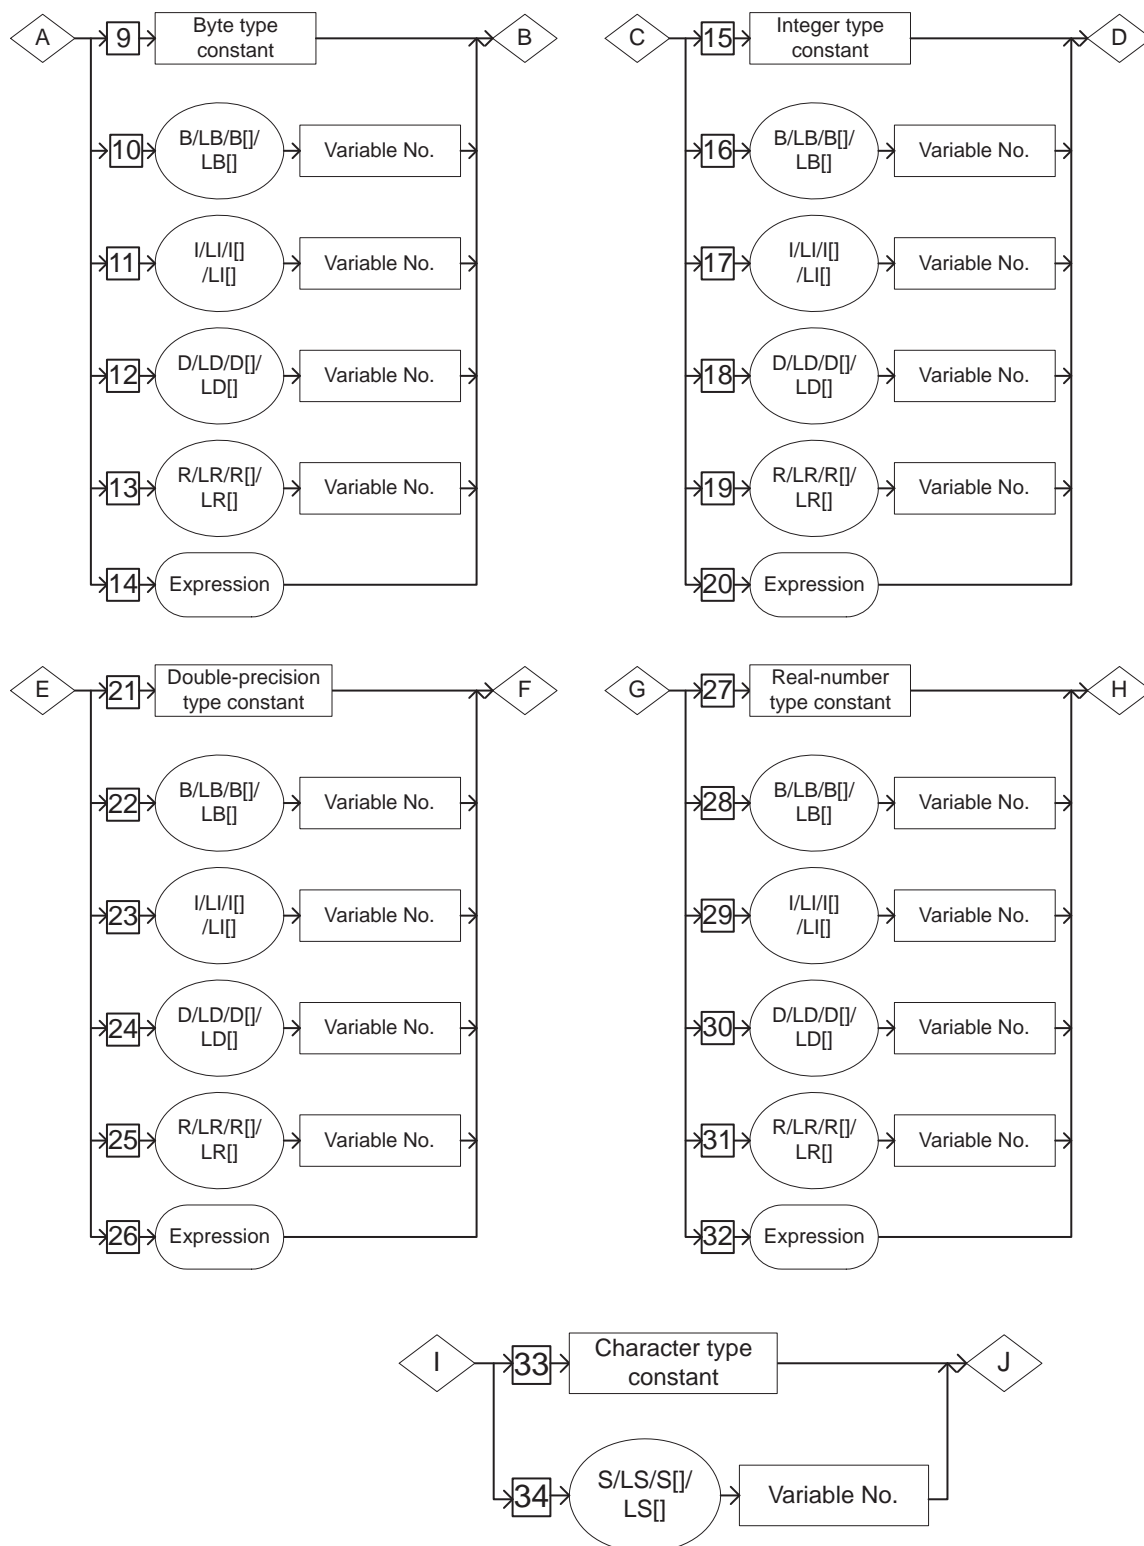 A
9
Byte type
constant
B
10
B/LB/B[]/
LB[]
Variable No.
11
I/LI/I[]
/LI[]
Variable No.
12
D/LD/D[]/
LD[]
Variable No.
13
R/LR/R[]/
LR[]
Variable No.
14
Expression
C
15
Integer type
constant
D
16
B/LB/B[]/
LB[]
Variable No.
17
I/LI/I[]
/LI[]
Variable No.
18
D/LD/D[]/
LD[]
Variable No.
19
R/LR/R[]/
LR[]
Variable No.
20
Expression
E
21
Double-precision
type constant
F
22
B/LB/B[]/
LB[]
Variable No.
23
I/LI/I[]
/LI[]
Variable No.
24
D/LD/D[]/
LD[]
Variable No.
25
R/LR/R[]/
LR[]
Variable No.
26
Expression
G
27
Real-number
type constant
H
28
B/LB/B[]/
LB[]
Variable No.
29
I/LI/I[]
/LI[]
Variable No.
30
D/LD/D[]/
LD[]
Variable No.
31
R/LR/R[]/
LR[]
Variable No.
32
Expression
I
33
Character type
constant
J
34
S/LS/S[]/
LS[]
Variable No.